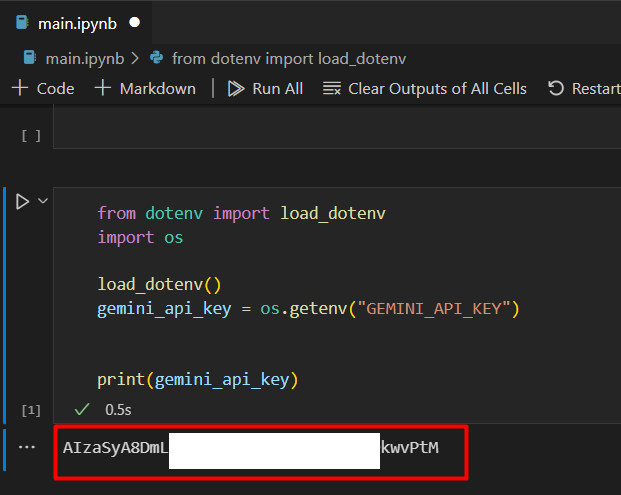 main.ipynb
main.ipynb > from dotenv import load_dotenv
+ Code + Markdown | Run All Clear Outputs of All Cells Restart
[ ]
from dotenv import load_dotenv
import os
load_dotenv()
gemini_api_key = os.getenv("GEMINI_API_KEY")
print(gemini_api_key)
[1] ✓ 0.5s
... AIzaSyA8DmL kwvPtM